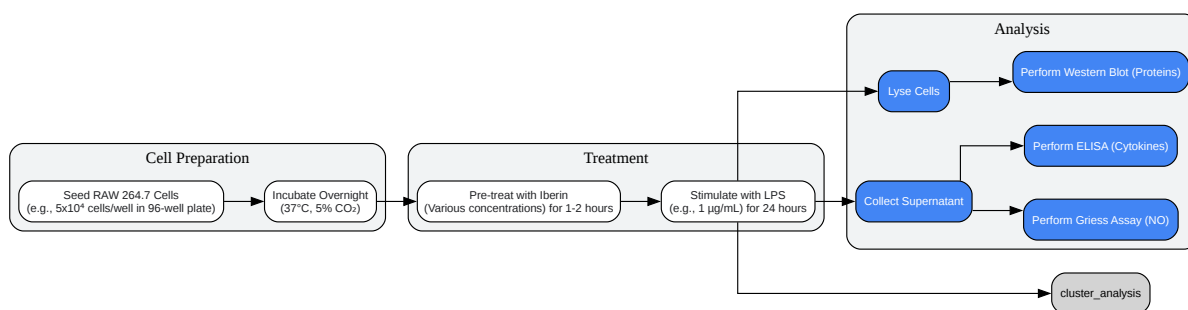 Cell Preparation
Seed RAW 264.7 Cells
(e.g., 5x10⁴ cells/well in 96-well plate)
Incubate Overnight
(37°C, 5% CO₂)
Treatment
Pre-treat with Iberin
(Various concentrations) for 1-2 hours
Stimulate with LPS
(e.g., 1 µg/mL) for 24 hours
Analysis
Lyse Cells
Perform Western Blot (Proteins)
Collect Supernatant
Perform ELISA (Cytokines)
Perform Griess Assay (NO)
cluster_analysis